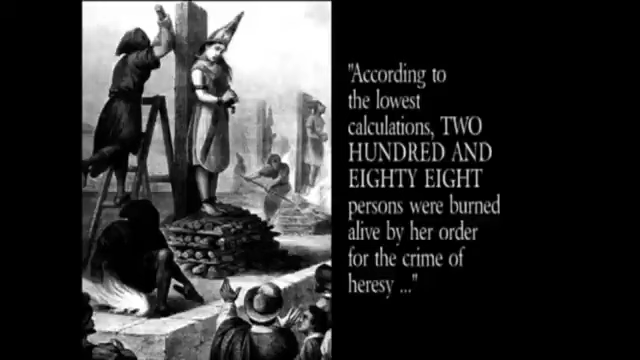 "According to
the lowest
calculations, TWO
HUNDRED AND
EIGHTY EIGHT
persons were burned
alive by her order
for the crime of
heresy ..."